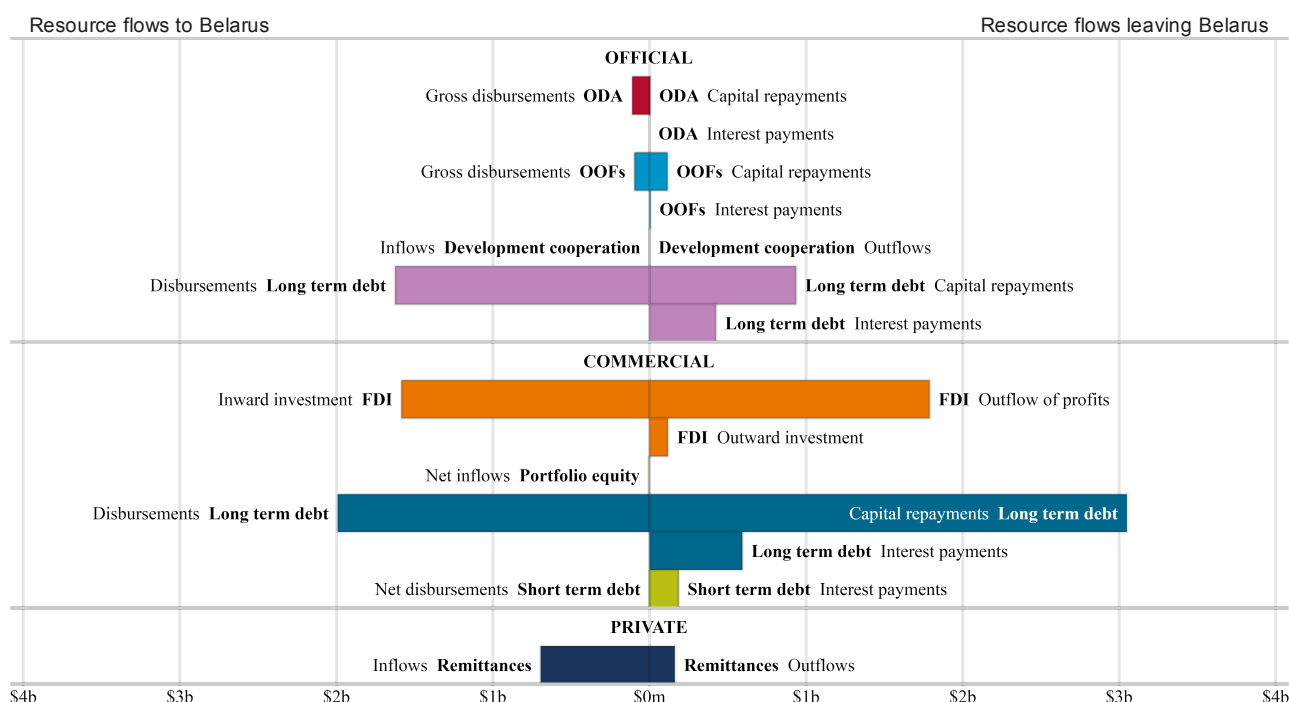 Resource flows to Belarus Resource flows leaving Belarus
OFFICIAL
Gross disbursements ODA ODA Capital repayments
ODA Interest payments
Gross disbursements OOFs OOFs Capital repayments
OOFs Interest payments
Inflows Development cooperation Development cooperation Outflows
Disbursements Long term debt Long term debt Capital repayments
Long term debt Interest payments
COMMERCIAL
Inward investment FDI FDI Outflow of profits
FDI Outward investment
Net inflows Portfolio equity
Disbursements Long term debt Capital repayments Long term debt
Long term debt Interest payments
Net disbursements Short term debt Short term debt Interest payments
PRIVATE
Inflows Remittances Remittances Outflows
$4b $3b $2b $1b $0m $1b $2b $3b $4b